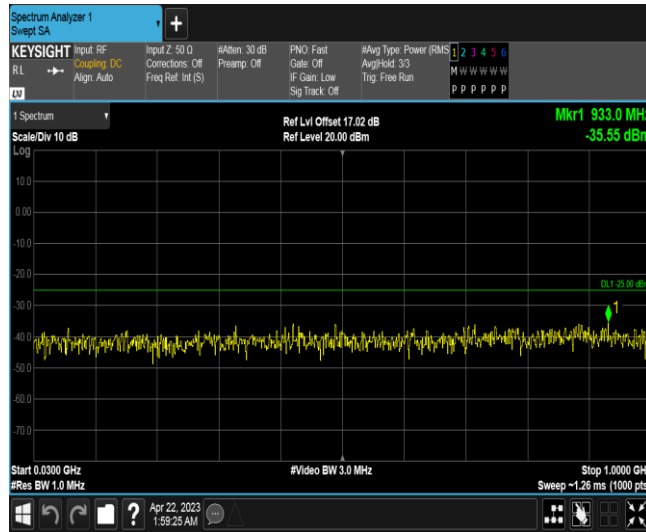 Spectrum Analyzer 1
Swept SA
+
KEYSIGHT
RL
LXI
Input: RF
Coupling: DC
Align: Auto
Input Z: 50 Ω
Corrections: Off
Freq Ref: Int (S)
#Atten: 30 dB
Preamp: Off
PNO: Fast
Gate: Off
IF Gain: Low
Sig Track: Off
#Avg Type: Power (RMS
Avg|Hold: 3/3
Trig: Free Run
1 2 3 4 5 6
M W W W W W
P P P P P P
1 Spectrum
Scale/Div 10 dB
Log
Ref Lvl Offset 17.02 dB
Ref Level 20.00 dBm
Mkr1 933.0 MHz
-35.55 dBm
10.0
0.00
-10.0
-20.0
DL1 -25.00 dBm
-30.0
1
-40.0
-50.0
-60.0
-70.0
Start 0.0300 GHz
#Res BW 1.0 MHz
#Video BW 3.0 MHz
Stop 1.0000 GH
Sweep ~1.26 ms (1000 pts
?
Apr 22, 2023
1:59:25 AM